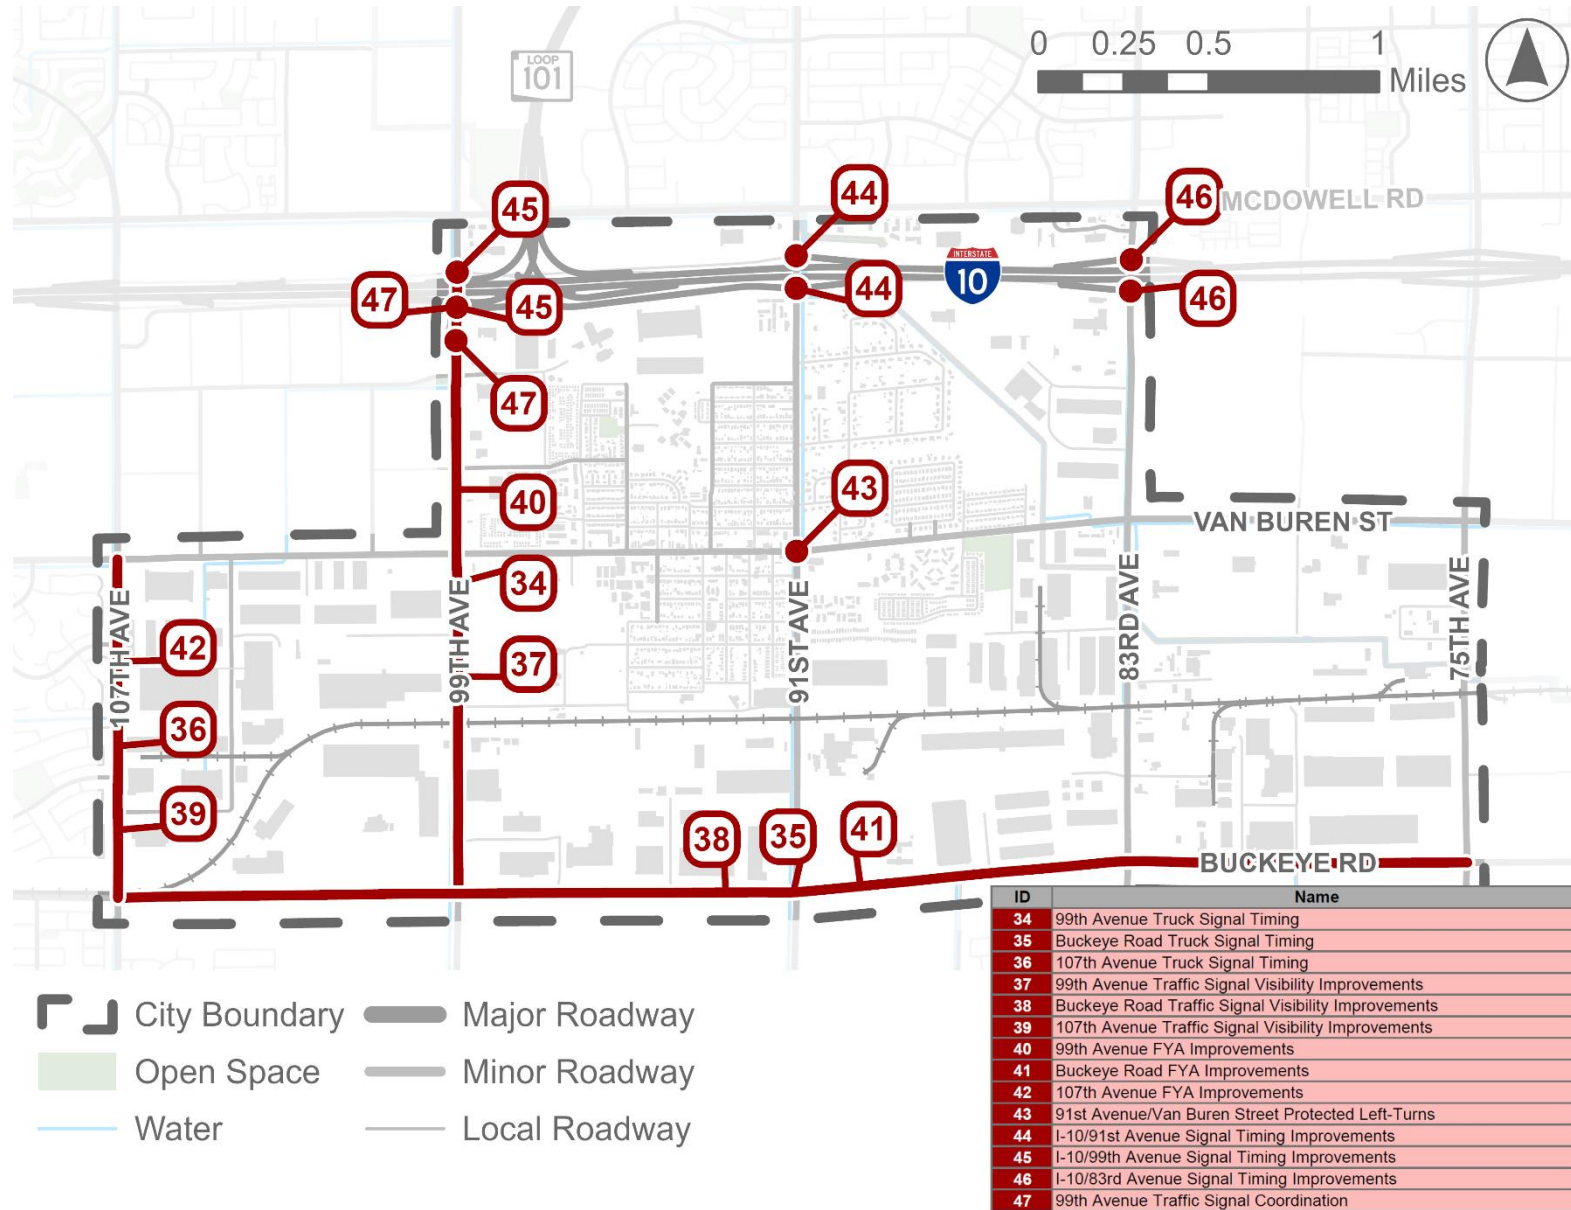 0 0.25 0.5 1
Miles
LOOP
101
45
44
46
MCDOWELL RD
INTERSTATE
10
47
45
44
46
47
40
43
VAN BUREN ST
34
107TH AVE
99TH AVE
91ST AVE
83RD AVE
75TH AVE
42
37
36
39
38
35
41
BUCKEYE RD
City Boundary
Open Space
Water
Major Roadway
Minor Roadway
Local Roadway
ID Name
34 99th Avenue Truck Signal Timing
35 Buckeye Road Truck Signal Timing
36 107th Avenue Truck Signal Timing
37 99th Avenue Traffic Signal Visibility Improvements
38 Buckeye Road Traffic Signal Visibility Improvements
39 107th Avenue Traffic Signal Visibility Improvements
40 99th Avenue FYA Improvements
41 Buckeye Road FYA Improvements
42 107th Avenue FYA Improvements
43 91st Avenue/Van Buren Street Protected Left-Turns
44 I-10/91st Avenue Signal Timing Improvements
45 I-10/99th Avenue Signal Timing Improvements
46 I-10/83rd Avenue Signal Timing Improvements
47 99th Avenue Traffic Signal Coordination